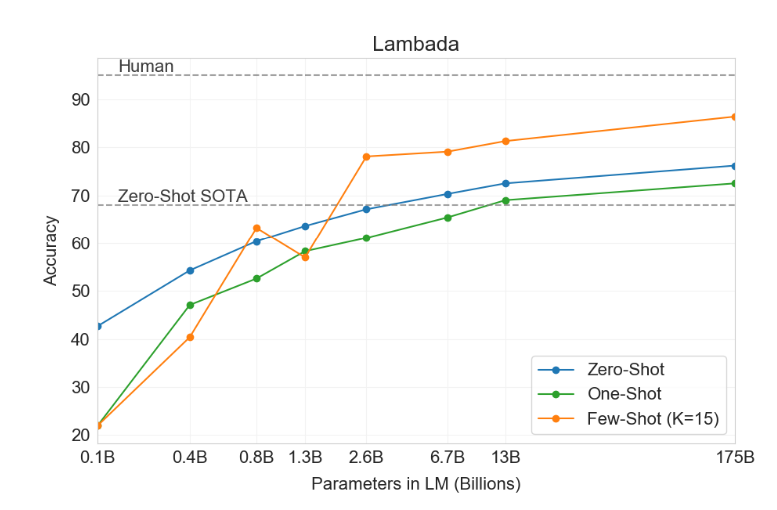 Lambada
Human
90
80
70
Zero-Shot SOTA
60
50
40
30
20
Accuracy
Zero-Shot
One-Shot
Few-Shot (K=15)
0.1B 0.4B 0.8B 1.3B 2.6B 6.7B 13B 175B
Parameters in LM (Billions)